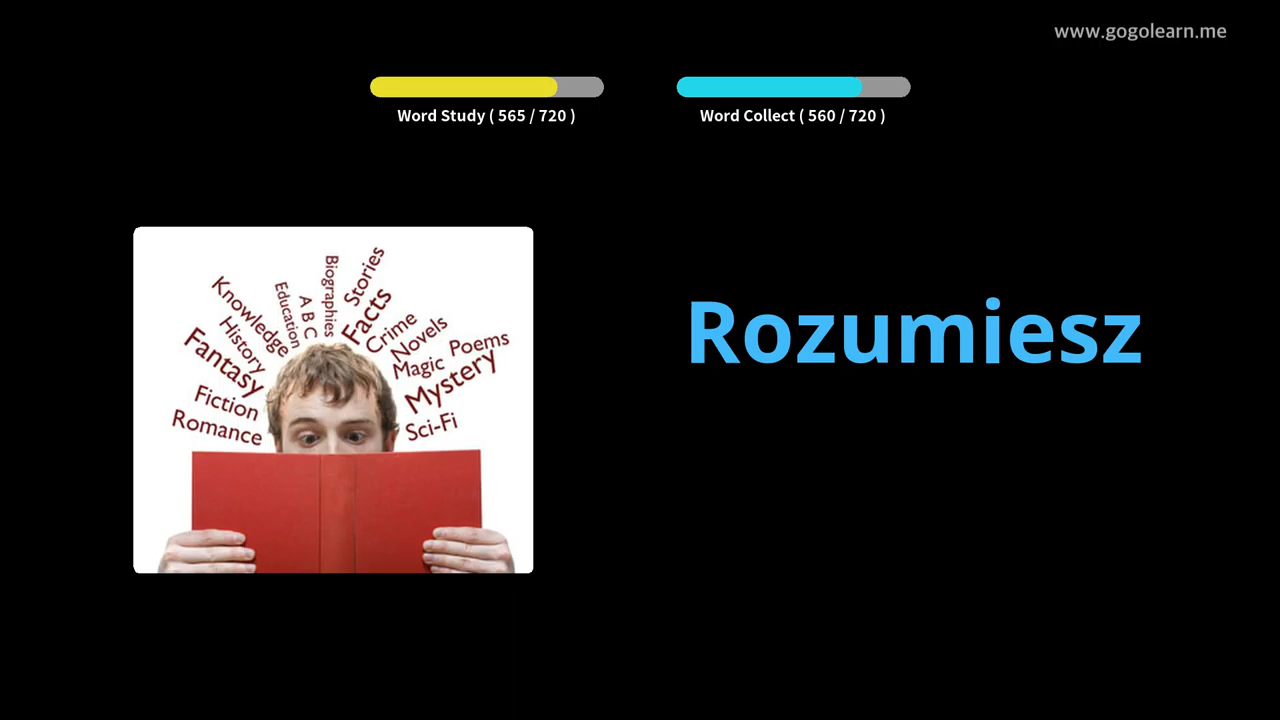 www.gogolearn.me
Word Study ( 565 / 720 )
Word Collect ( 560 / 720 )
Rozumiesz
Stories
Biographies
Facts
A B C
Education
Knowledge
Crime
Novels
History
Poems
Magic
Fantasy
Mystery
Fiction
Sci-Fi
Romance